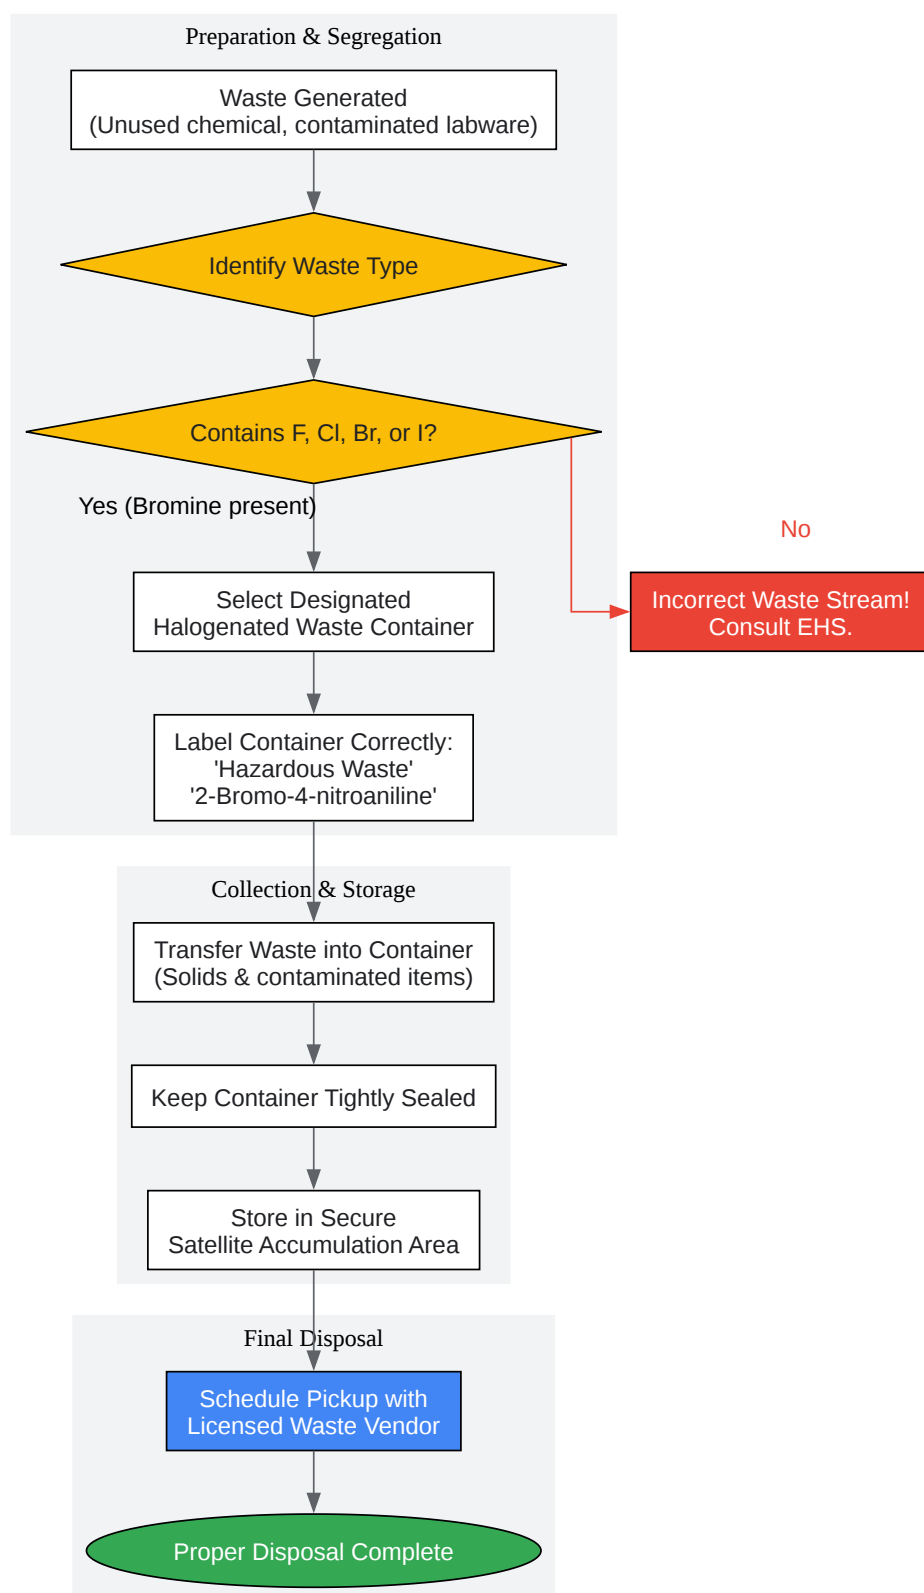 Preparation & Segregation
Waste Generated
(Unused chemical, contaminated labware)
Identify Waste Type
Contains F, Cl, Br, or I?
Yes (Bromine present)
No
Select Designated
Halogenated Waste Container
Incorrect Waste Stream!
Consult EHS.
Label Container Correctly:
'Hazardous Waste'
'2-Bromo-4-nitroaniline'
Collection & Storage
Transfer Waste into Container
(Solids & contaminated items)
Keep Container Tightly Sealed
Store in Secure
Satellite Accumulation Area
Final Disposal
Schedule Pickup with
Licensed Waste Vendor
Proper Disposal Complete